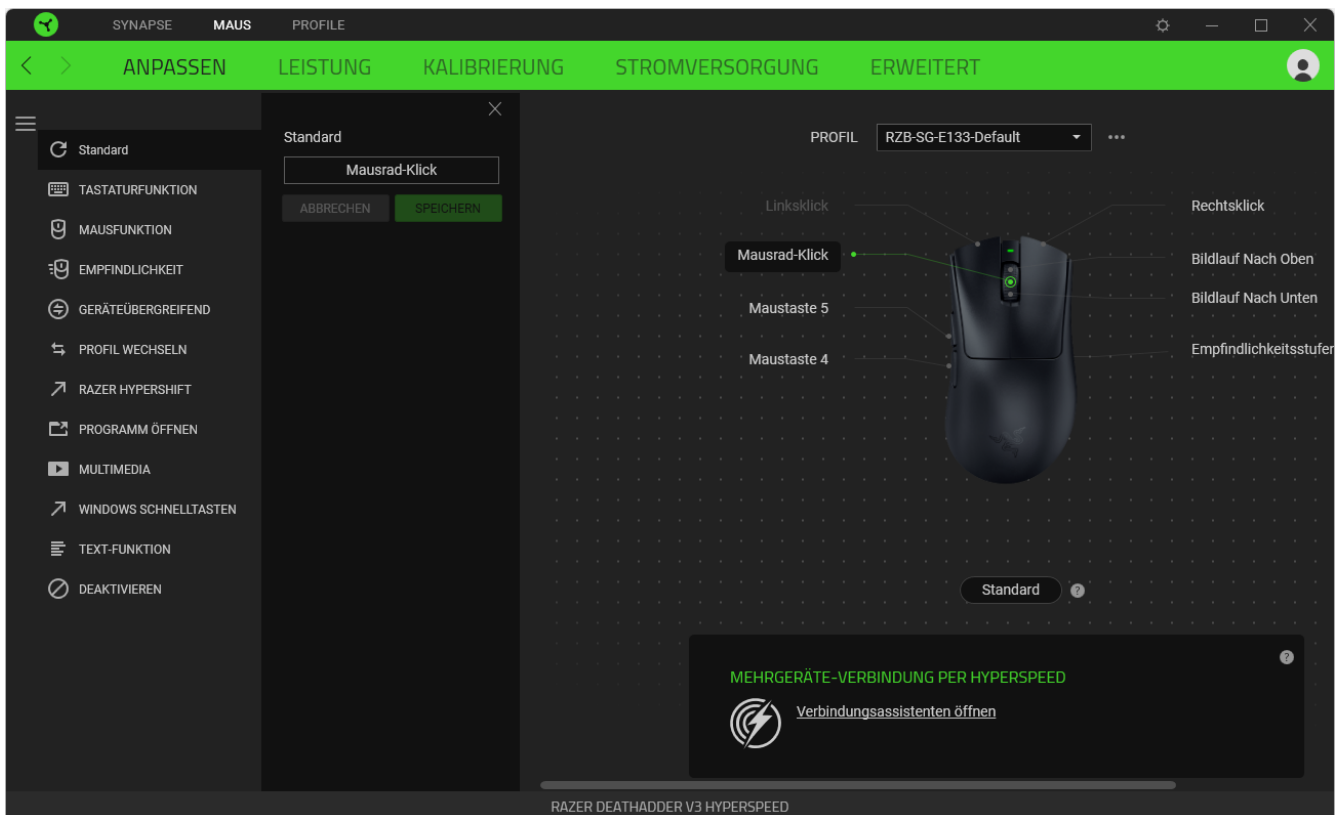 SYNAPSE MAUS PROFILE
ANPASSEN LEISTUNG KALIBRIERUNG STROMVERSORGUNG ERWEITERT
Standard
TASTATURFUNKTION
MAUSFUNKTION
EMPFINDLICHKEIT
GERÄTEÜBERGREIFEND
PROFIL WECHSELN
RAZER HYPERSHIFT
PROGRAMM ÖFFNEN
MULTIMEDIA
WINDOWS SCHNELLTASTEN
TEXT-FUNKTION
DEAKTIVIEREN
Standard
Mausrad-Klick
ABBRECHEN SPEICHERN
PROFIL RZB-SG-E133-Default
Linksklick
Mausrad-Klick
Maustaste 5
Maustaste 4
Rechtsklick
Bildlauf Nach Oben
Bildlauf Nach Unten
Empfindlichkeitsstufer
Standard ?
?
MEHRGERÄTE-VERBINDUNG PER HYPERSPEED
Verbindungsassistenten öffnen
RAZER DEATHADDER V3 HYPERSPEED